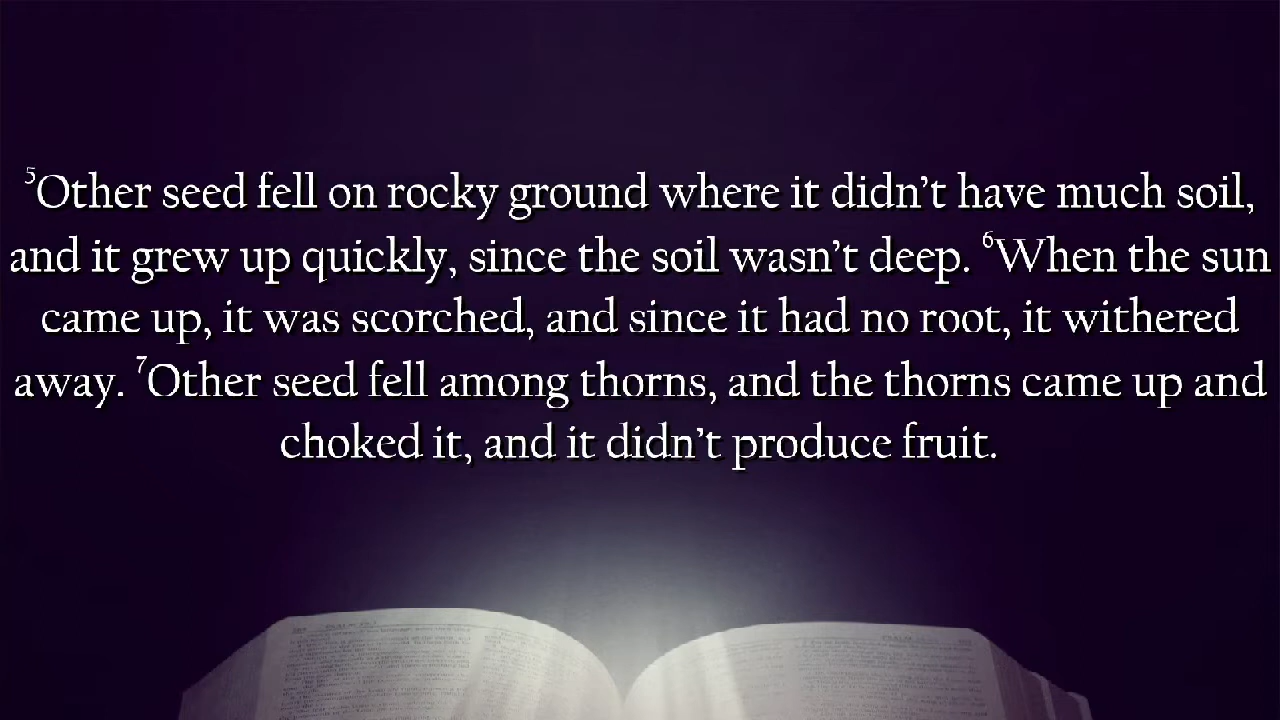 ⁵Other seed fell on rocky ground where it didn’t have much soil,
and it grew up quickly, since the soil wasn’t deep. ⁶When the sun
came up, it was scorched, and since it had no root, it withered
away. ⁷Other seed fell among thorns, and the thorns came up and
choked it, and it didn’t produce fruit.